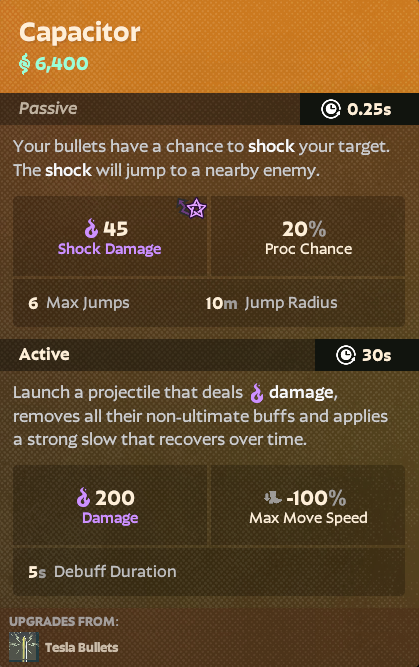 Capacitor
6,400
Passive
0.25s
Your bullets have a chance to shock your target.
The shock will jump to a nearby enemy.
45
Shock Damage
20%
Proc Chance
6 Max Jumps
10m Jump Radius
Active
30s
Launch a projectile that deals damage,
removes all their non-ultimate buffs and applies
a strong slow that recovers over time.
200
Damage
-100%
Max Move Speed
5s Debuff Duration
UPGRADES FROM:
Tesla Bullets